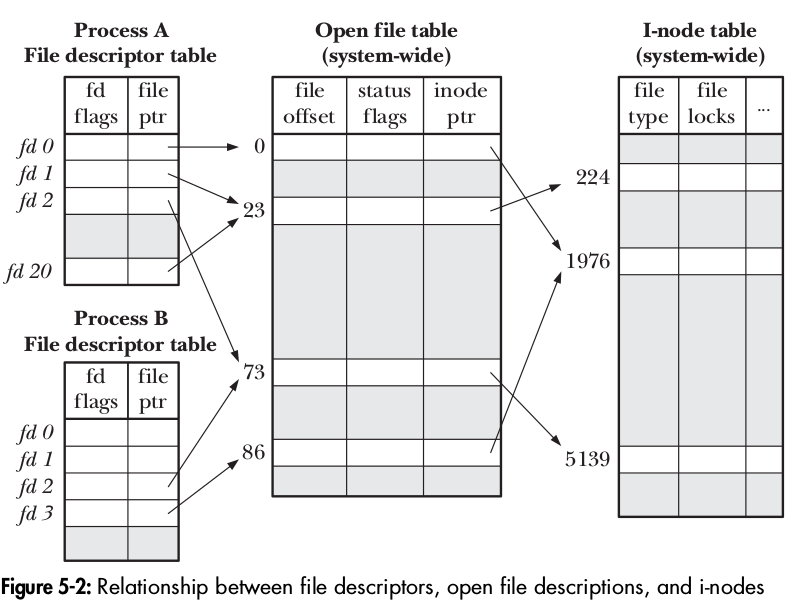 Process A
File descriptor table
fd flags
file ptr
fd 0
fd 1
fd 2
fd 20
Process B
File descriptor table
fd flags
file ptr
fd 0
fd 1
fd 2
fd 3
Open file table
(system-wide)
file offset
status flags
inode ptr
0
23
73
86
I-node table
(system-wide)
file type
file locks
...
224
1976
5139
Figure 5-2: Relationship between file descriptors, open file descriptions, and i-nodes